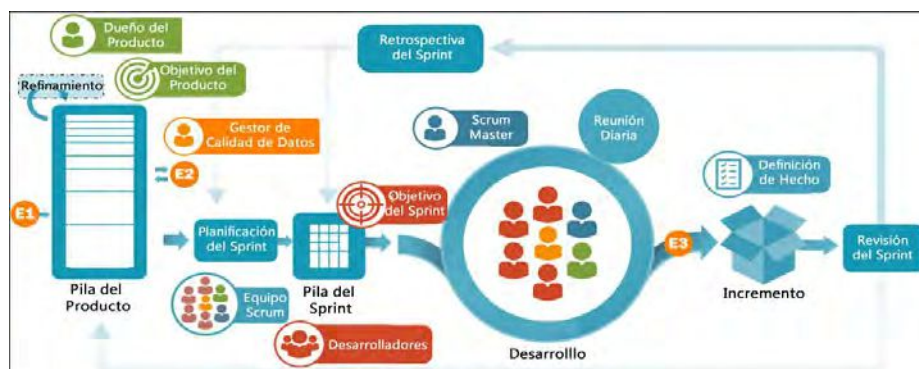 Dueño del
Producto
Objetivo del
Producto
Refinamiento
Gestor de
Calidad de Datos
E1
E2
Pila del
Producto
Planificación
del Sprint
Equipo
Scrum
Objetivo
del Sprint
Pila del
Sprint
Desarrolladores
Retrospectiva
del Sprint
Scrum
Master
Reunión
Diaria
Desarrolllo
E3
Definición
de Hecho
Incremento
Revisión
del Sprint